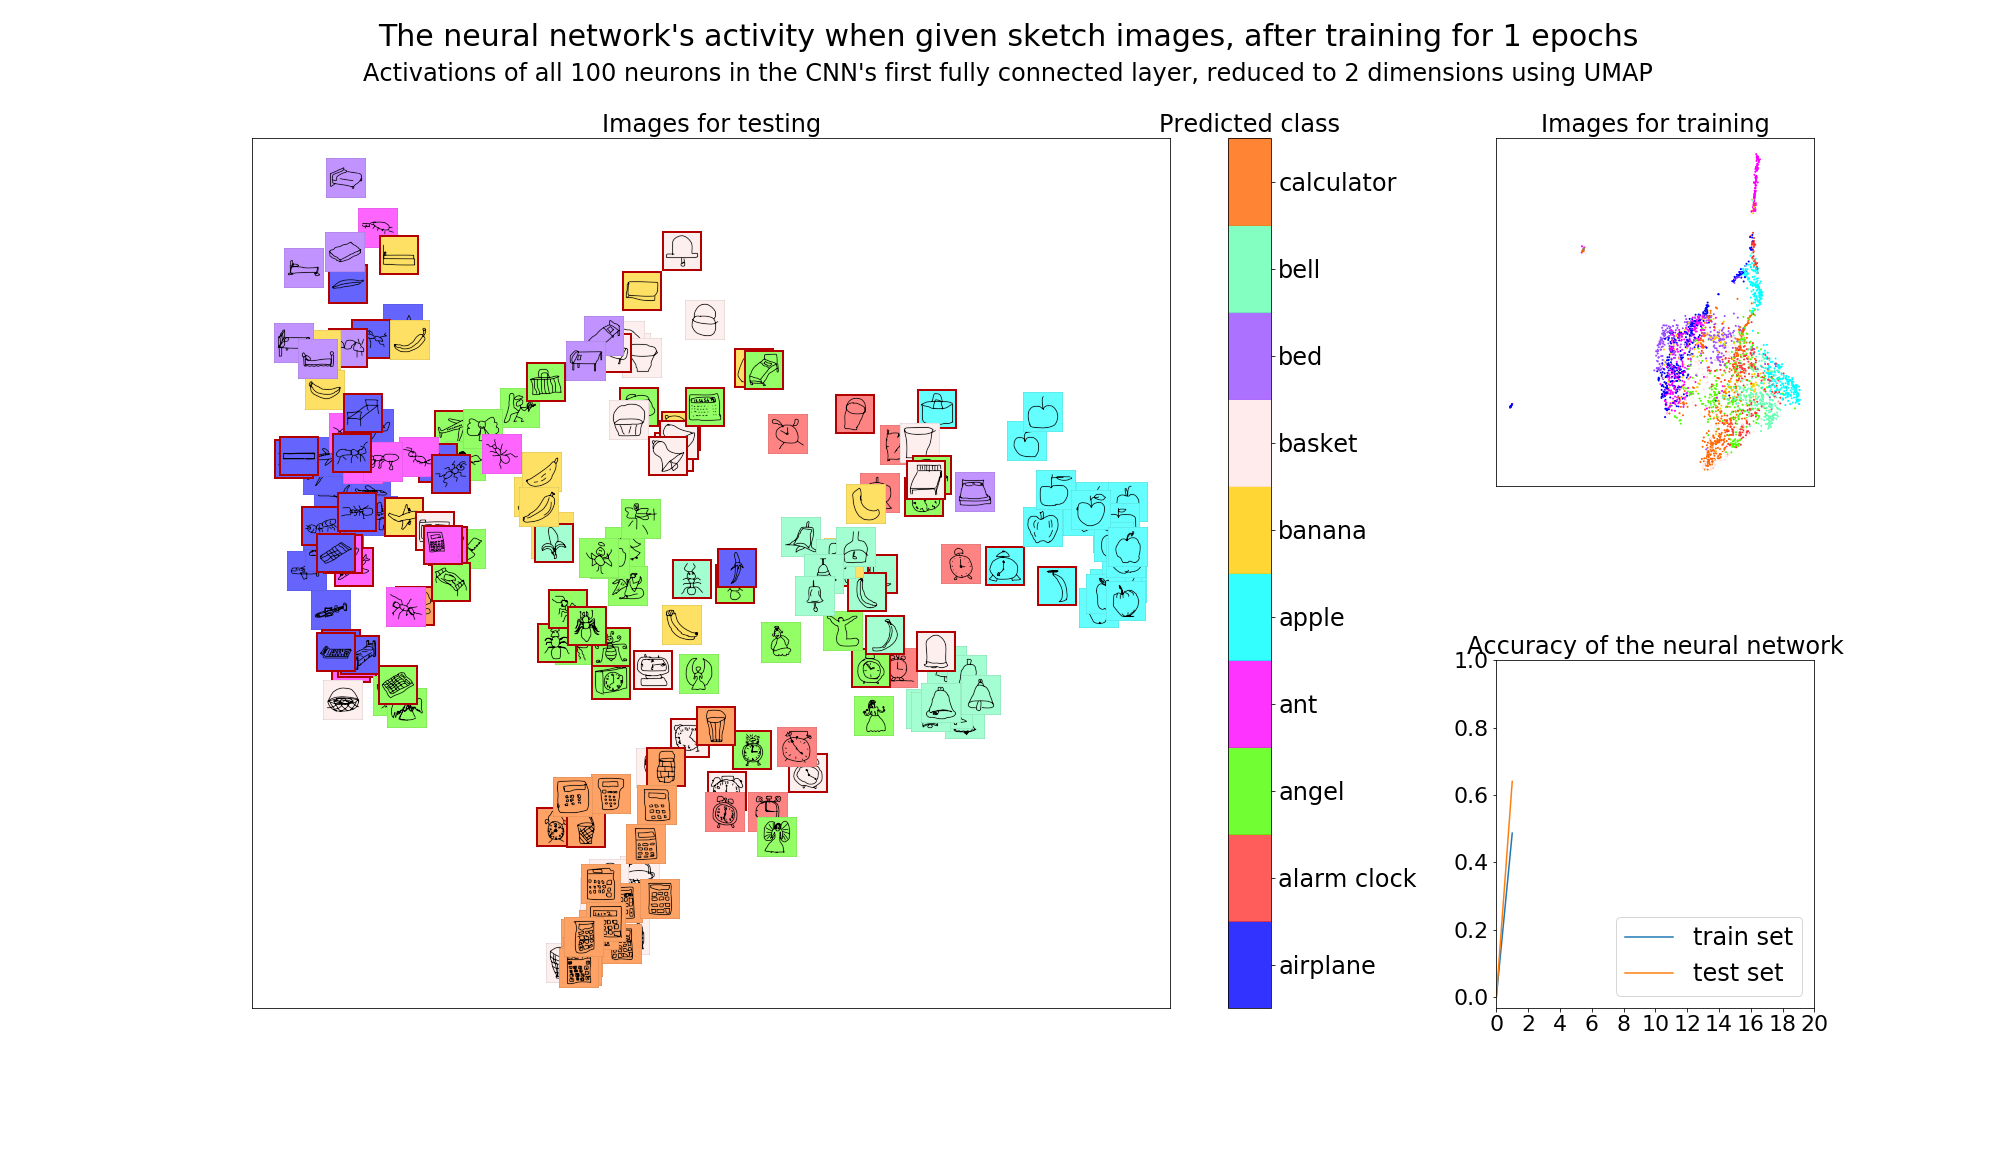 The neural network's activity when given sketch images, after training for 1 epochs
Activations of all 100 neurons in the CNN's first fully connected layer, reduced to 2 dimensions using UMAP
Images for testing
Predicted class
calculator
bell
bed
basket
banana
apple
ant
angel
alarm clock
airplane
Images for training
Accuracy of the neural network
1.0
0.8
0.6
0.4
0.2
0.0
train set
test set
0 2 4 6 8 10 12 14 16 18 20